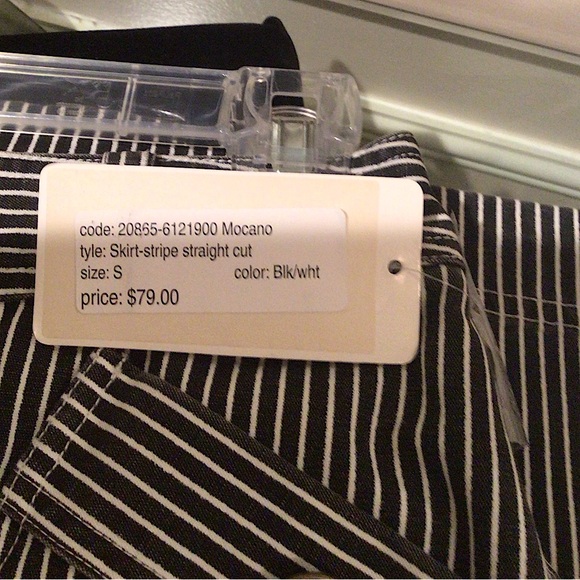 code: 20865-6121900 Mocano
tyle: Skirt-stripe straight cut
size: S color: Blk/wht
price: $79.00